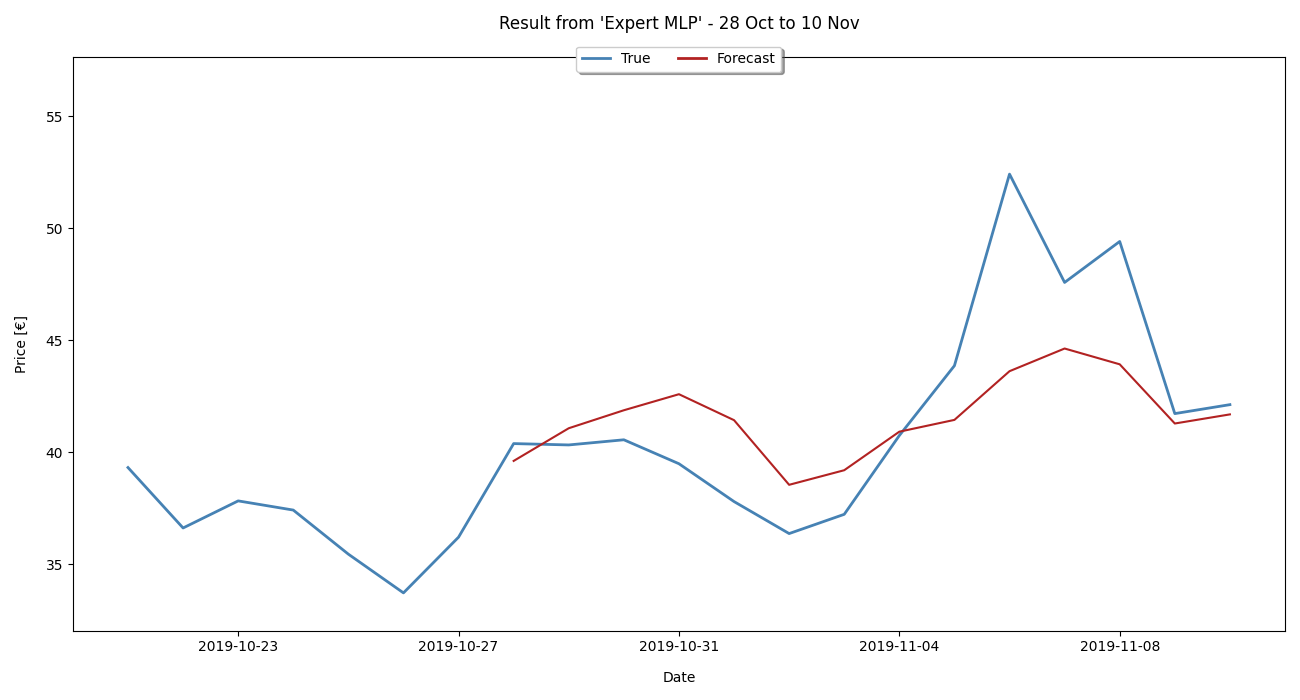 Result from 'Expert MLP' - 28 Oct to 10 Nov
True
Forecast
55
50
45
40
35
Price [€]
2019-10-23
2019-10-27
2019-10-31
2019-11-04
2019-11-08
Date